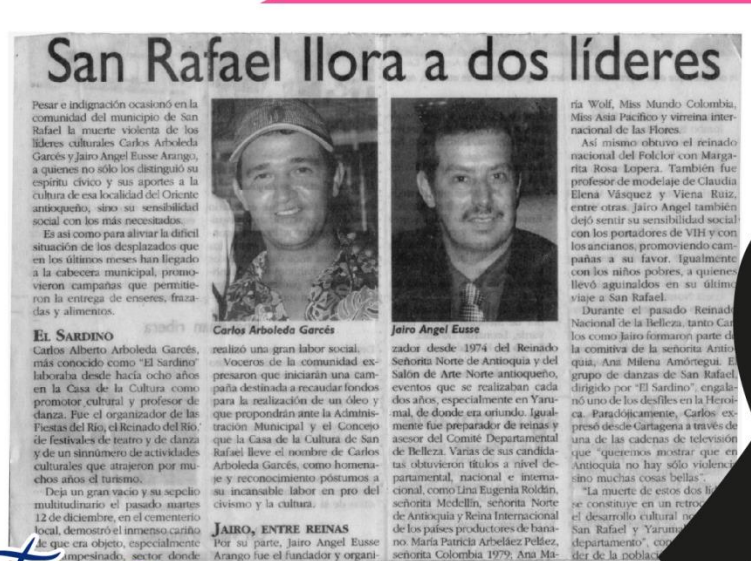 San Rafael llora a dos líderes
Pesar e indignación ocasionó en la
comunidad del municipio de San
Rafael la muerte violenta de los
líderes culturales Carlos Arboleda
Garcés y Jairo Angel Eusse Arango,
a quienes no sólo los distinguió su
espíritu cívico y sus aportes a la
cultura de esa localidad del Oriente
antioqueño, sino su sensibilidad
social con los más necesitados.
Es así como para aliviar la difícil
situación de los desplazados que
en los últimos meses han llegado
a la cabecera municipal, promo-
vieron campañas que permitie-
ron la entrega de enseres, fraza-
das y alimentos.
EL SARDINO
Carlos Alberto Arboleda Garcés,
más conocido como "El Sardino"
laboraba desde hacía ocho años
en la Casa de la Cultura como
promotor cultural y profesor de
danza. Fue el organizador de las
Fiestas del Río, el Reinado del Río,
de festivales de teatro y de danza
y de un sinnúmero de actividades
culturales que atrajeron por mu-
chos años el turismo.
Deja un gran vacío y su sepelio
multitudinario el pasado martes
12 de diciembre, en el cementerio
local, demostró el inmenso cariño
de que era objeto, especialmente
campesinado, sector donde
Carlos Arboleda Garcés
realizó una gran labor social.
Voceros de la comunidad ex-
presaron que iniciarán una cam-
paña destinada a recaudar fondos
para la realización de un óleo y
que propondrán ante la Adminis-
tración Municipal y el Concejo
que la Casa de la Cultura de San
Rafael lleve el nombre de Carlos
Arboleda Garcés, como homena-
je y reconocimiento póstumos a
su incansable labor en pro del
civismo y la cultura.
JAIRO, ENTRE REINAS
Por su parte, Jairo Angel Eusse
Arango fue el fundador y organi-
Jairo Angel Eusse
zador desde 1974 del Reinado
Señorita Norte de Antioquia y del
Salón de Arte Norte antioqueño,
eventos que se realizaban cada
dos años, especialmente en Yaru-
mal, de donde era oriundo. Igual-
mente fue preparador de reinas y
asesor del Comité Departamental
de Belleza. Varias de sus candida-
tas obtuvieron títulos a nivel de-
partamental, nacional e interna-
cional, como Lina Eugenia Roldán,
señorita Medellín, señorita Norte
de Antioquia y Reina Internacional
de los países productores de bana-
no. María Patricia Arbeláez Peláez,
señorita Colombia 1979; Ana Ma-
ría Wolf, Miss Mundo Colombia,
Miss Asia Pacífico y virreina inter-
nacional de las Flores.
Así mismo obtuvo el reinado
nacional del Folclor con Marga-
rita Rosa Lopera. También fue
profesor de modelaje de Claudia
Elena Vásquez y Viena Ruiz,
entre otras. Jairo Angel también
dejó sentir su sensibilidad social
con los portadores de VIH y con
los ancianos, promoviendo cam-
pañas a su favor. Igualmente
con los niños pobres, a quienes
llevó aguinaldos en su último
viaje a San Rafael.
Durante el pasado Reinado
Nacional de la Belleza, tanto Car-
los como Jairo formaron parte de
la comitiva de la señorita Antio-
quia, Ana Milena Amórtegui. E
grupo de danzas de San Rafael,
dirigido por "El Sardino", engala-
nó uno de los desfiles en la Heroi-
ca. Paradójicamente, Carlos ex-
presó desde Cartagena a través de
una de las cadenas de televisión
que "queremos mostrar que en
Antioquia no hay sólo violenci
sino muchas cosas bellas".
"La muerte de estos dos lí
se constituye en un retroc
el desarrollo cultural
San Rafael y Yarum
departamento",
der de la